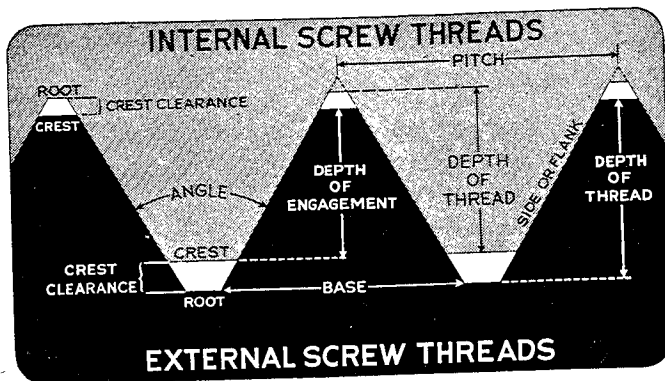 INTERNAL SCREW THREADS
PITCH
ROOT
CREST CLEARANCE
CREST
ANGLE
DEPTH
OF
ENGAGEMENT
DEPTH
OF
THREAD
SIDE OR FLANK
DEPTH
OF
THREAD
CREST
CREST
CLEARANCE
ROOT
BASE
EXTERNAL SCREW THREADS